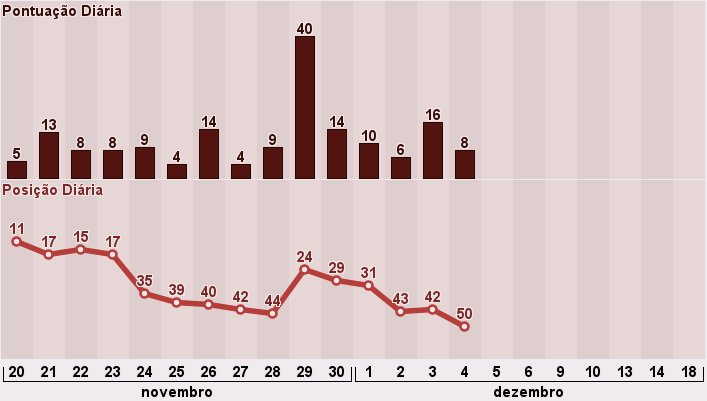 Pontuação Diária
5 13 8 8 9 4 14 4 9 40 14 10 6 16 8
Posição Diária
11 17 15 17 35 39 40 42 44 24 29 31 43 42 50
20 21 22 23 24 25 26 27 28 29 30 1 2 3 4 5 6 9 10 13 14 18
novembro dezembro